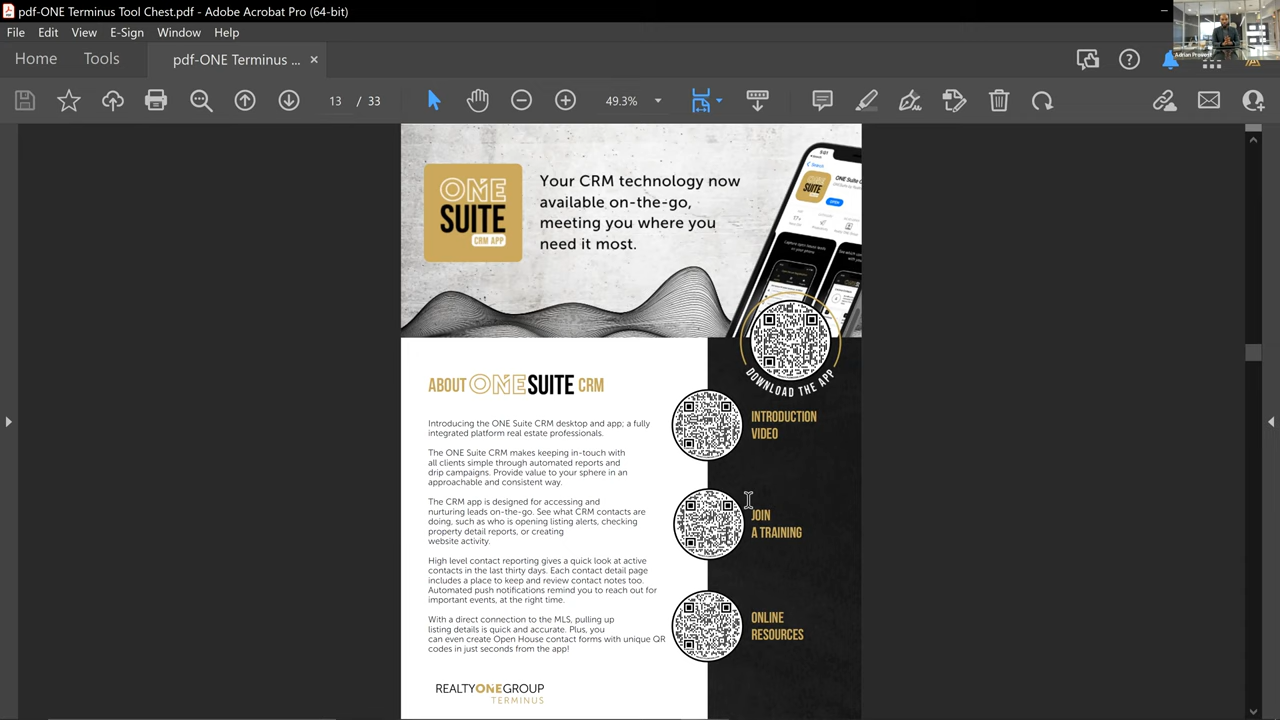 pdf-ONE Terminus Tool Chest.pdf - Adobe Acrobat Pro (64-bit)
File Edit View E-Sign Window Help
Home Tools pdf-ONE Terminus ... ×
13 / 33 49.3%
Adrian Provost
ONE
SUITE
CRM APP
Your CRM technology now
available on-the-go,
meeting you where you
need it most.
9:07
Search
ONE Suite
SUITE
OPEN
DOWNLOAD THE APP
ABOUT ONESUITE CRM
Introducing the ONE Suite CRM desktop and app; a fully
integrated platform real estate professionals.
The ONE Suite CRM makes keeping in-touch with
all clients simple through automated reports and
drip campaigns. Provide value to your sphere in an
approachable and consistent way.
The CRM app is designed for accessing and
nurturing leads on-the-go. See what CRM contacts are
doing, such as who is opening listing alerts, checking
property detail reports, or creating
website activity.
High level contact reporting gives a quick look at active
contacts in the last thirty days. Each contact detail page
includes a place to keep and review contact notes too.
Automated push notifications remind you to reach out for
important events, at the right time.
With a direct connection to the MLS, pulling up
listing details is quick and accurate. Plus, you
can even create Open House contact forms with unique QR
codes in just seconds from the app!
INTRODUCTION
VIDEO
JOIN
A TRAINING
ONLINE
RESOURCES
REALTYONEGROUP
TERMINUS